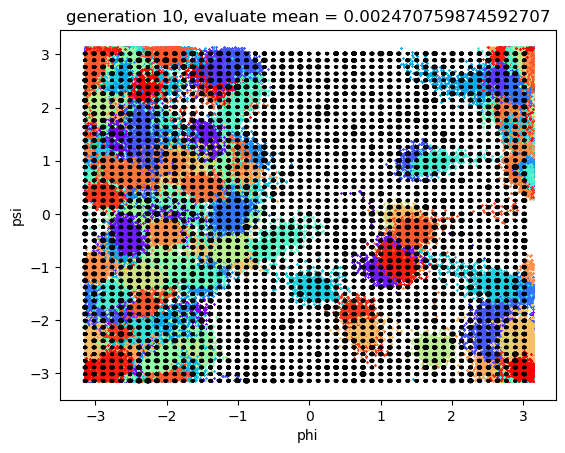 generation 10, evaluate mean = 0.002470759874592707
psi
3
2
1
0
−1
−2
−3
−3 −2 −1 0 1 2 3
phi